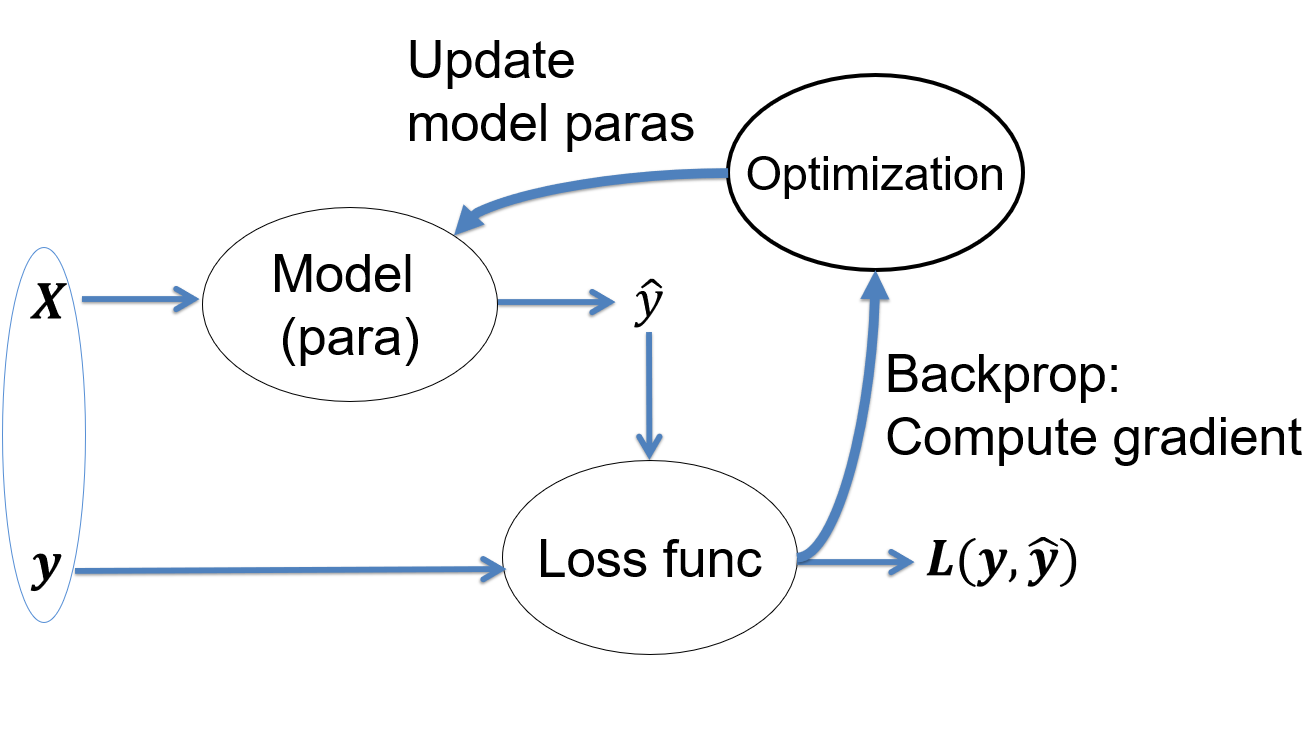 Update
model paras
Optimization
Model
(para)
X
ŷ
Backprop:
Compute gradient
y
Loss func
L(y, ŷ)